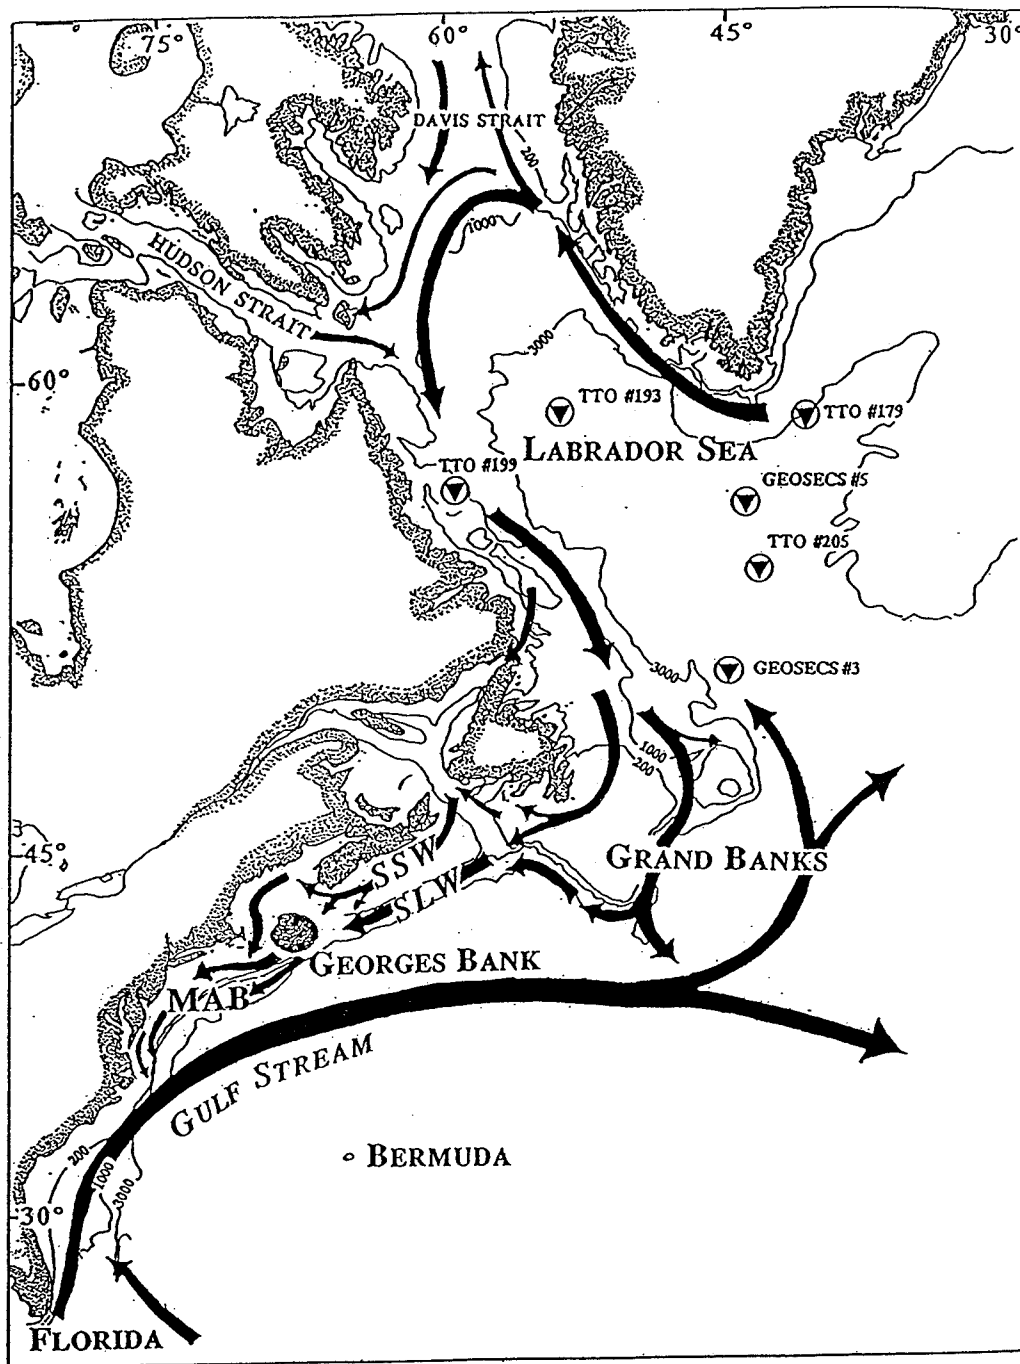 75°
60°
45°
30°
DAVIS STRAIT
200
1000
HUDSON STRAIT
3000
60°
TTO #193
TTO #179
LABRADOR SEA
TTO #199
GEOSECS #5
TTO #205
3000
GEOSECS #3
1000
200
45°
SSW
GRAND BANKS
SLW
GEORGES BANK
MAB
GULF STREAM
BERMUDA
200
1000
3000
30°
FLORIDA